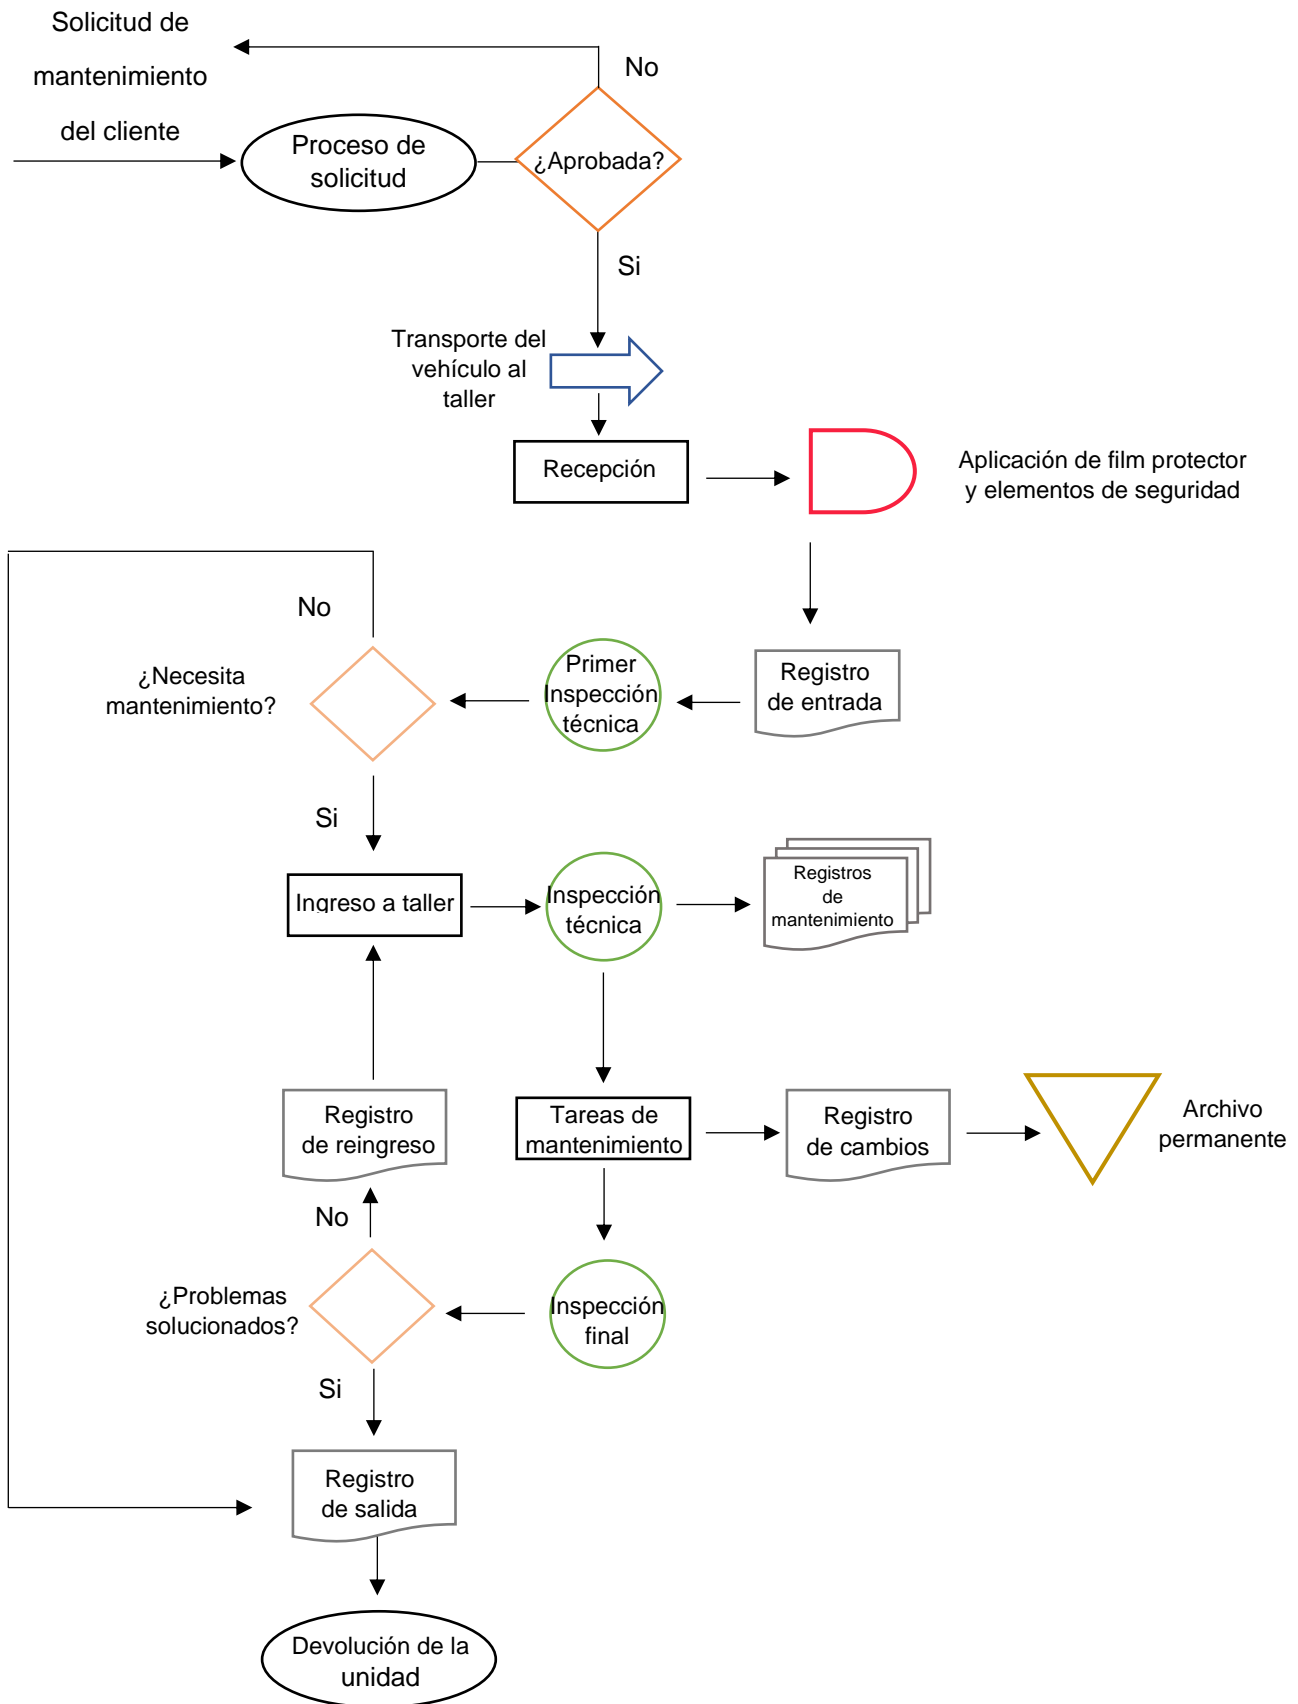 Solicitud de
mantenimiento
del cliente
No
Proceso de
solicitud
¿Aprobada?
Si
Transporte del
vehículo al
taller
Recepción
Aplicación de film protector
y elementos de seguridad
No
¿Necesita
mantenimiento?
Primer
Inspección
técnica
Registro
de entrada
Si
Ingreso a taller
Inspección
técnica
Registros
de
mantenimiento
Registro
de reingreso
Tareas de
mantenimiento
Registro
de cambios
Archivo
permanente
No
¿Problemas
solucionados?
Inspección
final
Si
Registro
de salida
Devolución de la
unidad